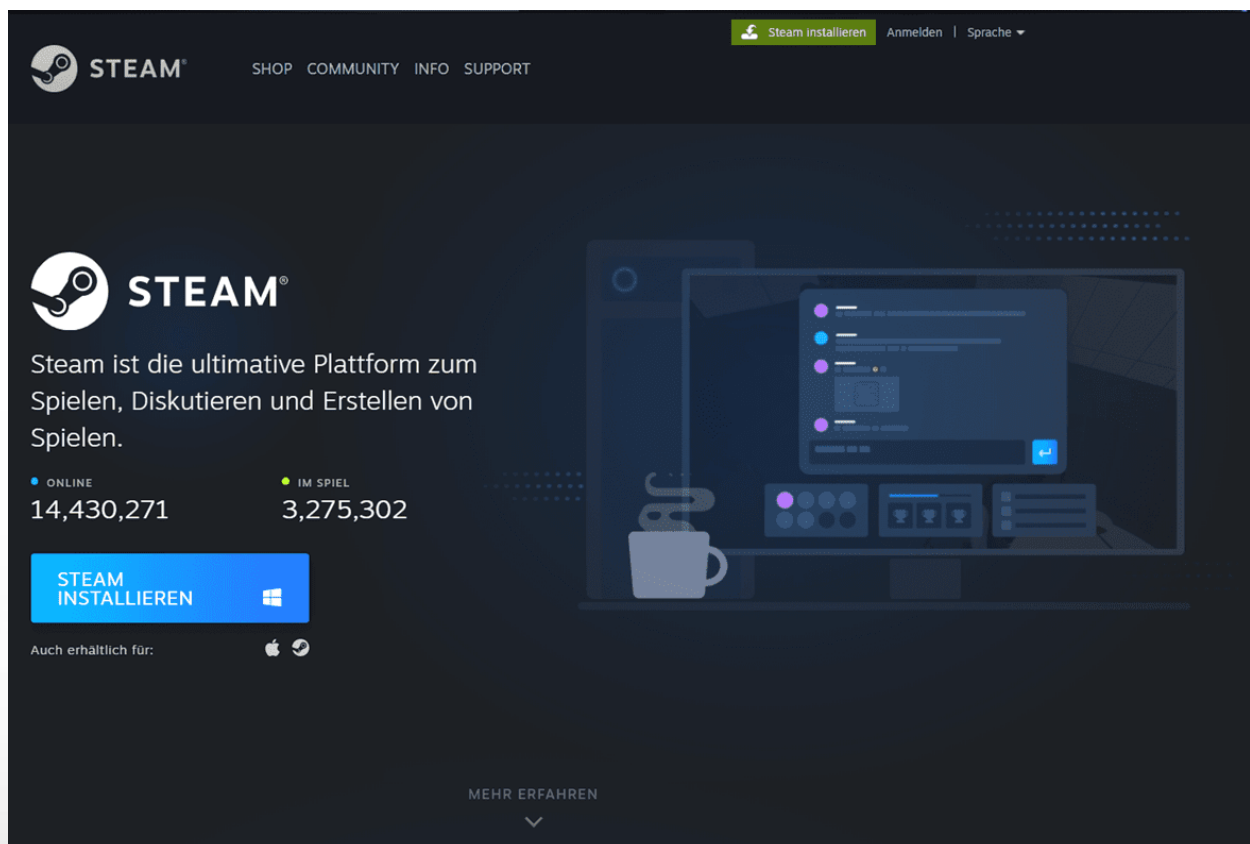 Steam installieren Anmelden | Sprache
STEAM® SHOP COMMUNITY INFO SUPPORT
STEAM®
Steam ist die ultimative Plattform zum
Spielen, Diskutieren und Erstellen von
Spielen.
ONLINE IM SPIEL
14,430,271 3,275,302
STEAM
INSTALLIEREN
Auch erhältlich für:
MEHR ERFAHREN